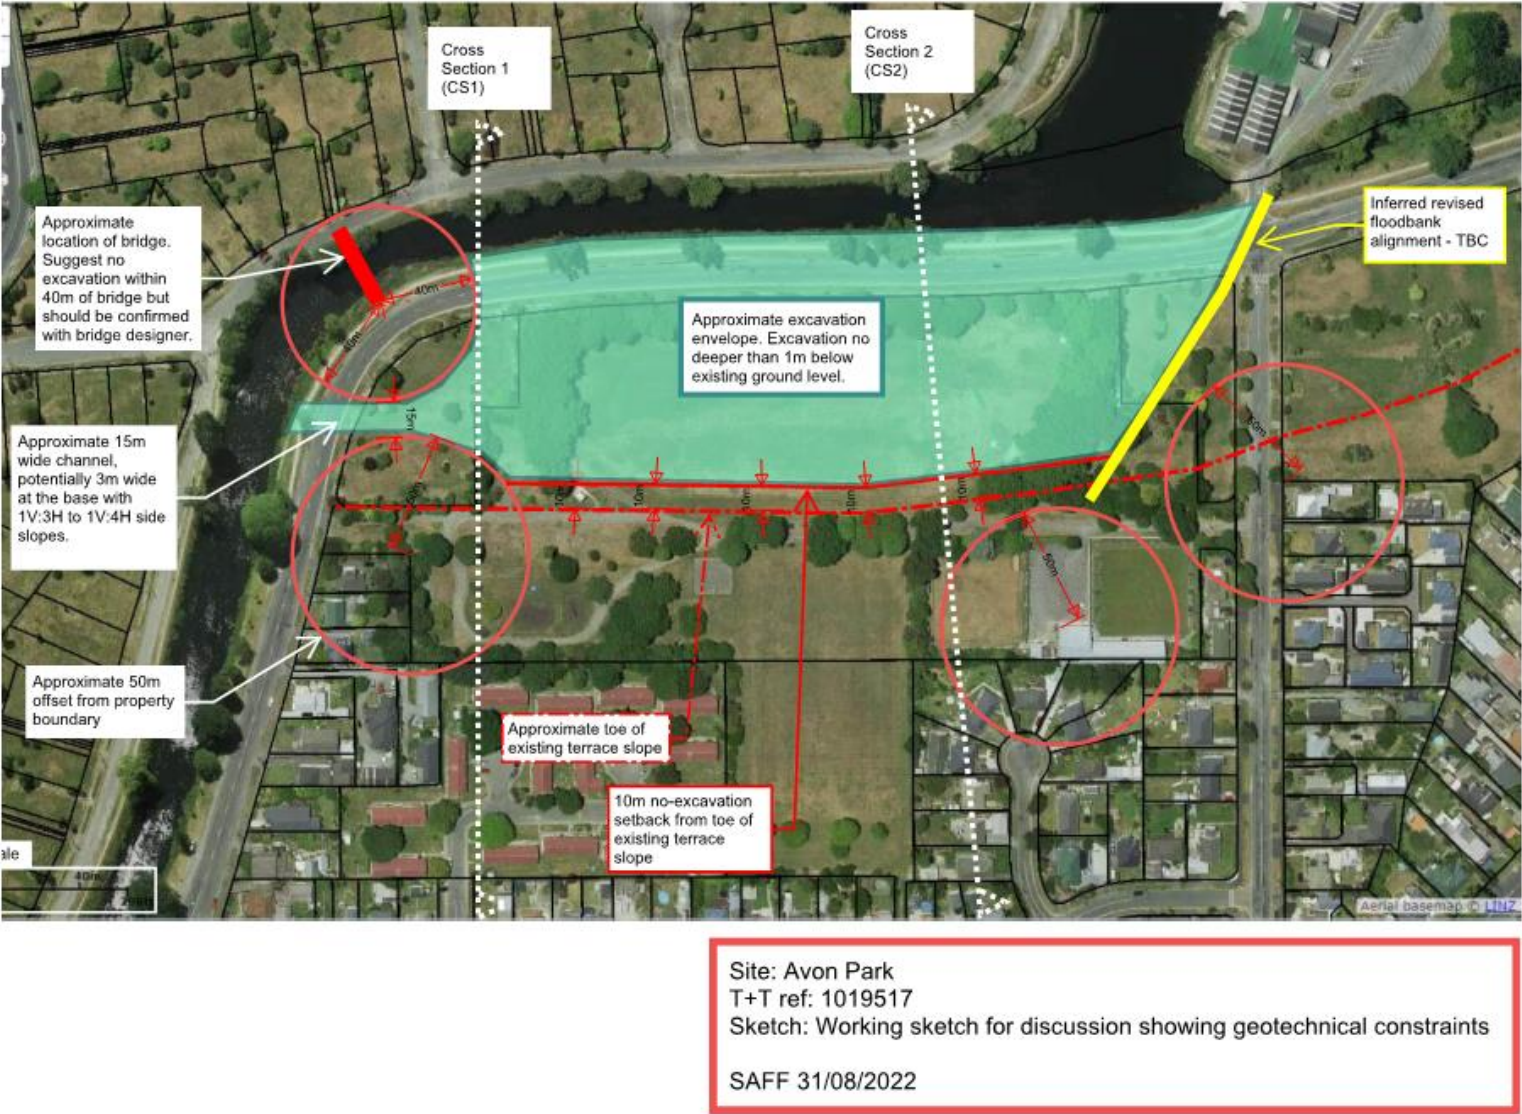 Cross
Section 1
(CS1)
Cross
Section 2
(CS2)
Approximate
location of bridge.
Suggest no
excavation within
40m of bridge but
should be confirmed
with bridge designer.
Inferred revised
floodbank
alignment - TBC
40m
40m
Approximate excavation
envelope. Excavation no
deeper than 1m below
existing ground level.
15m
Approximate 15m
wide channel,
potentially 3m wide
at the base with
1V:3H to 1V:4H side
slopes.
50m
10m
10m
10m
10m
10m
50m
50m
Approximate 50m
offset from property
boundary
Approximate toe of
existing terrace slope
10m no-excavation
setback from toe of
existing terrace
slope
40m
Aerial basemap © LINZ
Site: Avon Park
T+T ref: 1019517
Sketch: Working sketch for discussion showing geotechnical constraints
SAFF 31/08/2022